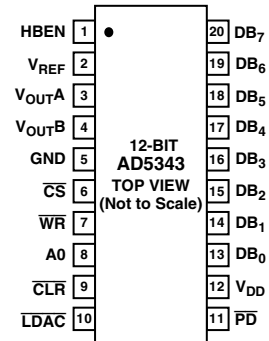 HBEN 1 20 DB7
VREF 2 19 DB6
VOUTA 3 18 DB5
VOUTB 4 17 DB4
12-BIT
GND 5 16 DB3
AD5343
CS 6 TOP VIEW 15 DB2
(Not to Scale)
WR 7 14 DB1
A0 8 13 DB0
CLR 9 12 VDD
LDAC 10 11 PD